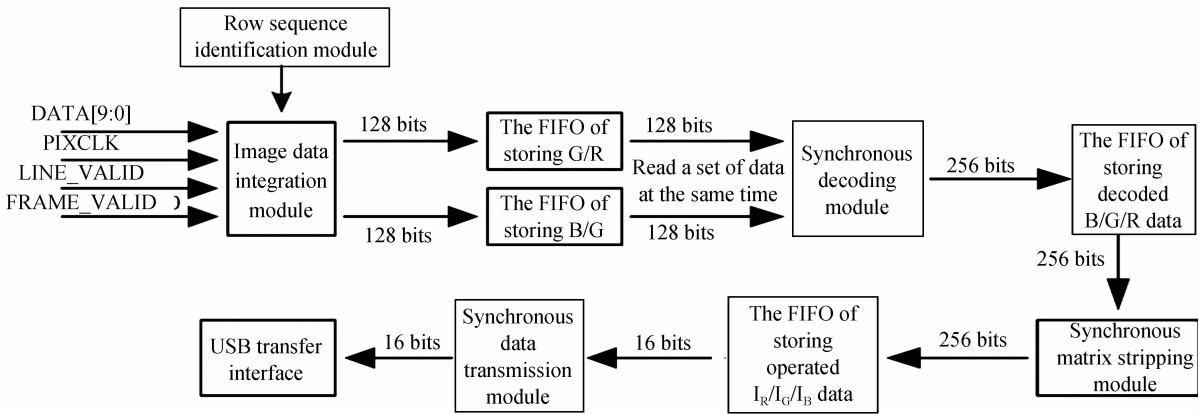 Row sequence
identification module
DATA[9:0]
PIXCLK
LINE_VALID
FRAME_VALID )
Image data
integration
module
128 bits
128 bits
The FIFO of
storing G/R
The FIFO of
storing B/G
128 bits
Read a set of data
at the same time
128 bits
Synchronous
decoding
module
256 bits
The FIFO of
storing
decoded
B/G/R data
256 bits
Synchronous
matrix stripping
module
256 bits
The FIFO of
storing
operated
I_R/I_G/I_B data
16 bits
Synchronous
data
transmission
module
16 bits
USB transfer
interface